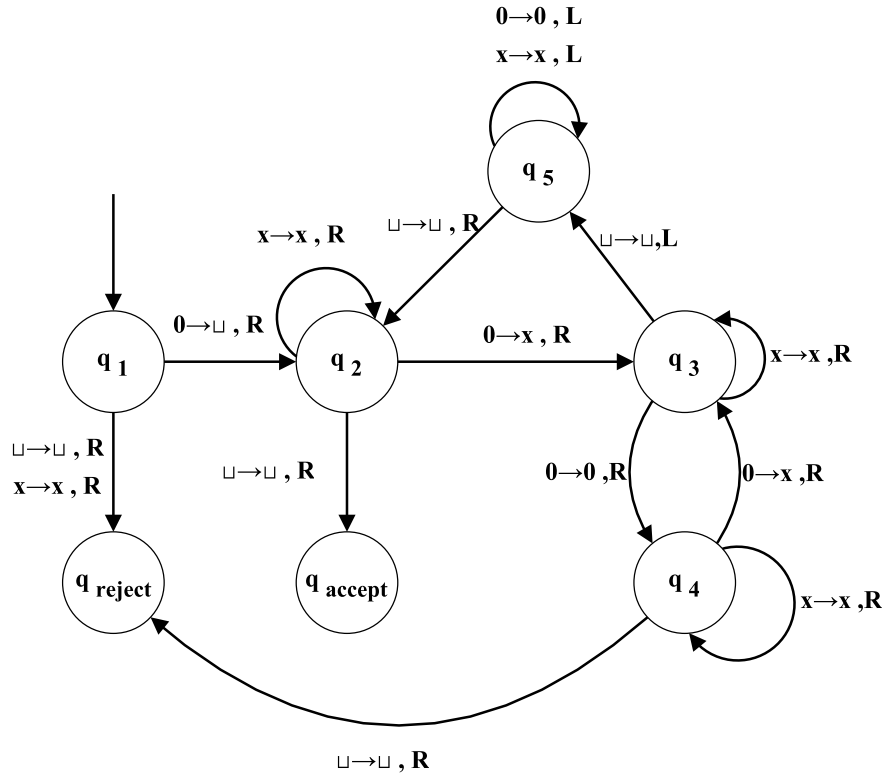 0→0 , L
x→x , L
q 5
⊔→⊔ , R
x→x , R
⊔→⊔,L
0→⊔ , R
0→x , R
q 1
q 2
q 3
x→x ,R
⊔→⊔ , R
x→x , R
⊔→⊔ , R
0→0 ,R
0→x ,R
q reject
q accept
q 4
x→x ,R
⊔→⊔ , R